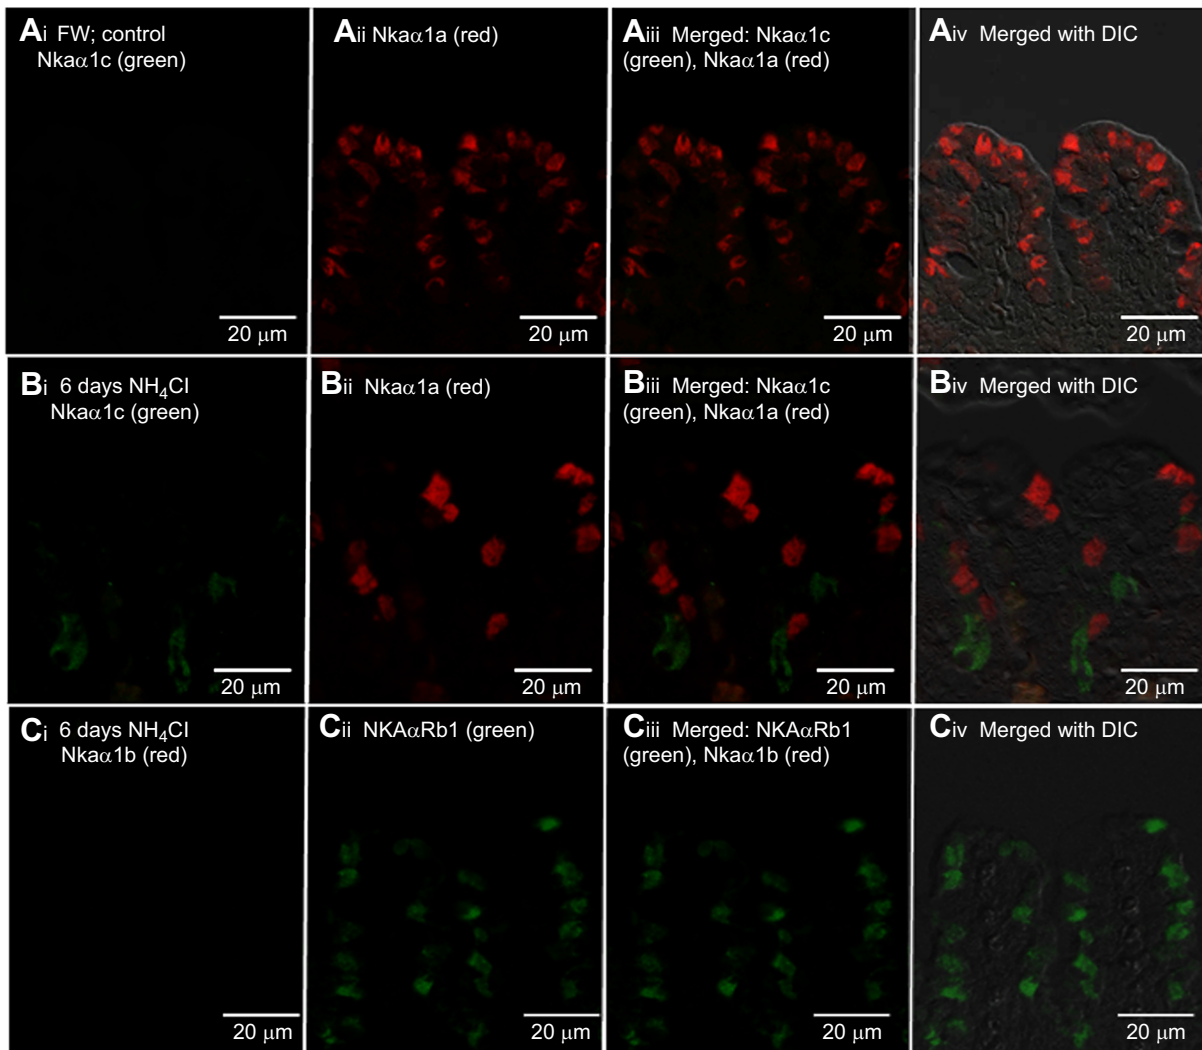 Ai FW; control
Nkaα1c (green)
20 μm
Aii Nkaα1a (red)
20 μm
Aiii Merged: Nkaα1c
(green), Nkaα1a (red)
20 μm
Aiv Merged with DIC
20 μm
Bi 6 days NH₄Cl
Nkaα1c (green)
20 μm
Bii Nkaα1a (red)
20 μm
Biii Merged: Nkaα1c
(green), Nkaα1a (red)
20 μm
Biv Merged with DIC
20 μm
Ci 6 days NH₄Cl
Nkaα1b (red)
20 μm
Cii NKAαRb1 (green)
20 μm
Ciii Merged: NKAαRb1
(green), Nkaα1b (red)
20 μm
Civ Merged with DIC
20 μm